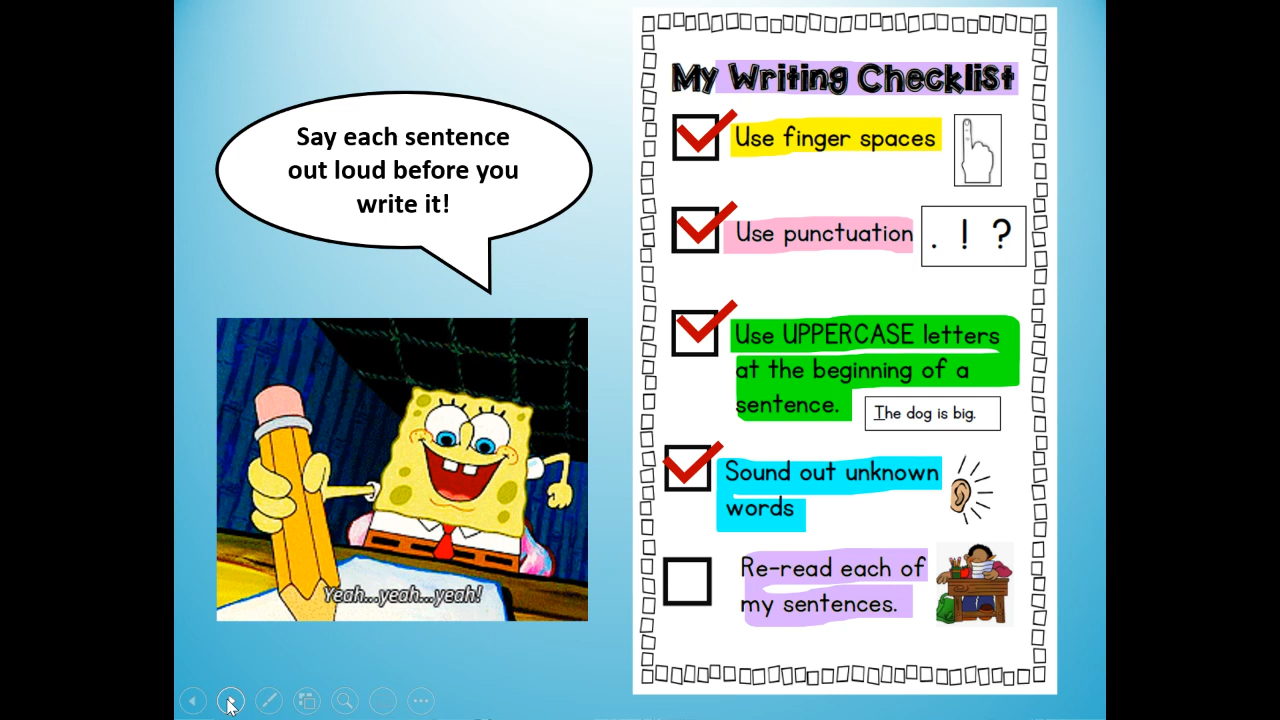 Say each sentence
out loud before you
write it!
Yeah...yeah...yeah!
My Writing Checklist
Use finger spaces
Use punctuation
. ! ?
Use UPPERCASE letters
at the beginning of a
sentence.
The dog is big.
Sound out unknown
words
Re-read each of
my sentences.